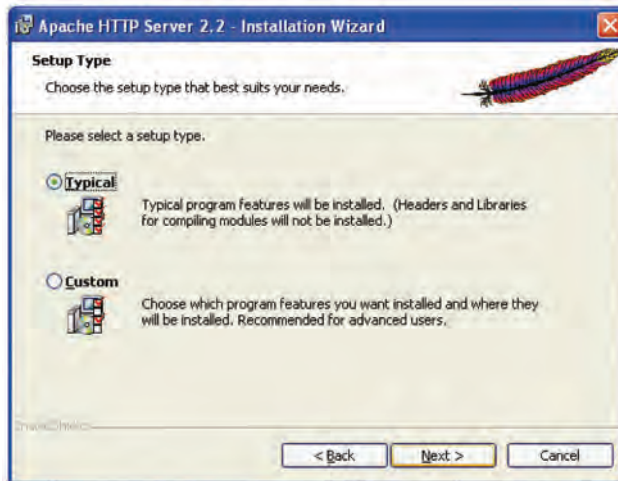 Apache HTTP Server 2.2 - Installation Wizard
Setup Type
Choose the setup type that best suits your needs.
Please select a setup type.
Typical
Typical program features will be installed. (Headers and Libraries
for compiling modules will not be installed.)
Custom
Choose which program features you want installed and where they
will be installed. Recommended for advanced users.
InstallShield
< Back
Next >
Cancel